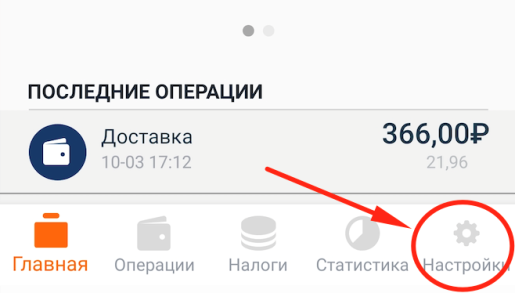 ПОСЛЕДНИЕ ОПЕРАЦИИ
Доставка 366,00₽
10-03 17:12 21,96
Главная Операции Налоги Статистика Настройки